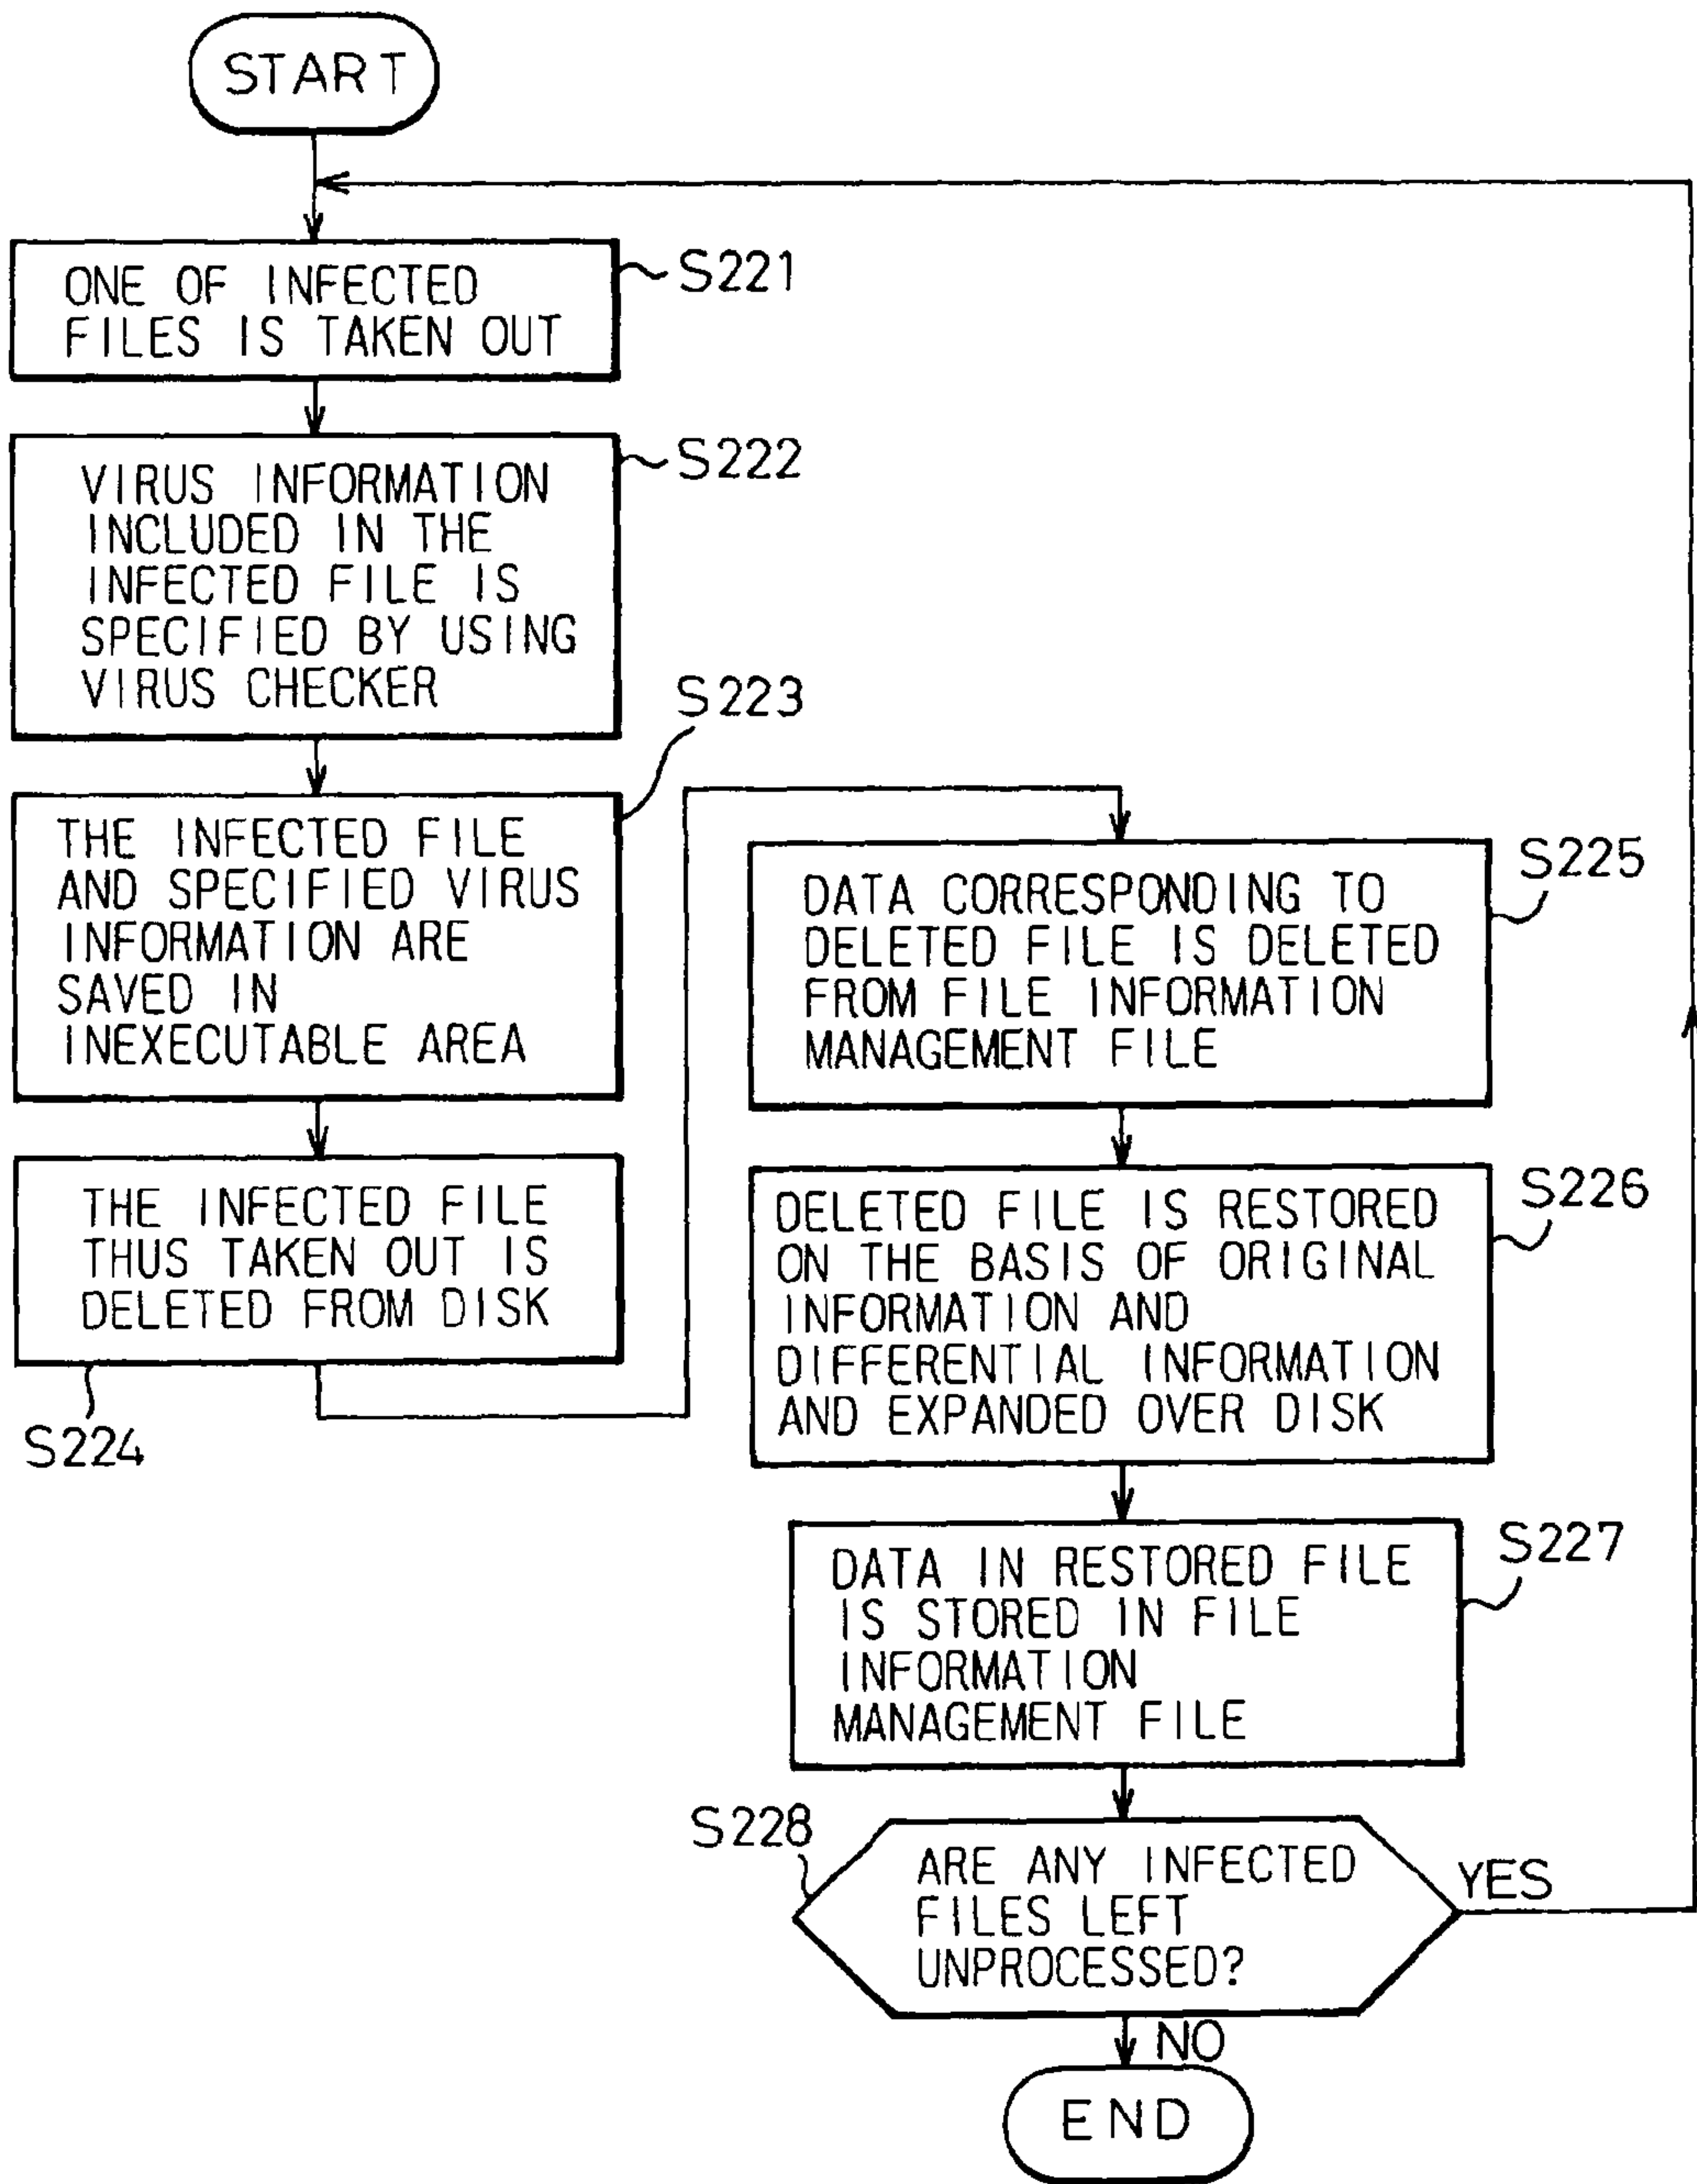 START
ONE OF INFECTED
FILES IS TAKEN OUT
S221
VIRUS INFORMATION
INCLUDED IN THE
INFECTED FILE IS
SPECIFIED BY USING
VIRUS CHECKER
S222
THE INFECTED FILE
AND SPECIFIED VIRUS
INFORMATION ARE
SAVED IN
INEXECUTABLE AREA
S223
THE INFECTED FILE
THUS TAKEN OUT IS
DELETED FROM DISK
S224
DATA CORRESPONDING TO
DELETED FILE IS DELETED
FROM FILE INFORMATION
MANAGEMENT FILE
S225
DELETED FILE IS RESTORED
ON THE BASIS OF ORIGINAL
INFORMATION AND
DIFFERENTIAL INFORMATION
AND EXPANDED OVER DISK
S226
DATA IN RESTORED FILE
IS STORED IN FILE
INFORMATION
MANAGEMENT FILE
S227
S228
ARE ANY INFECTED
FILES LEFT
UNPROCESSED?
YES
NO
END